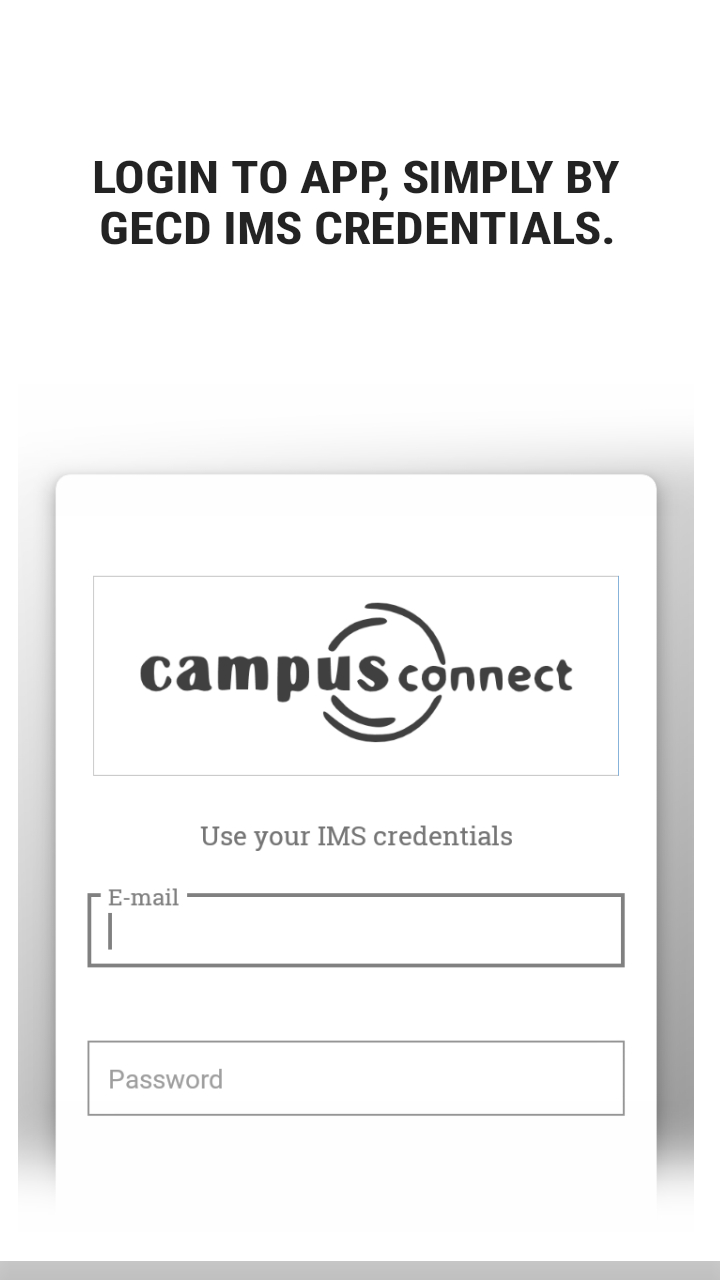 LOGIN TO APP, SIMPLY BY
GECD IMS CREDENTIALS.
campus connect
Use your IMS credentials
E-mail
Password